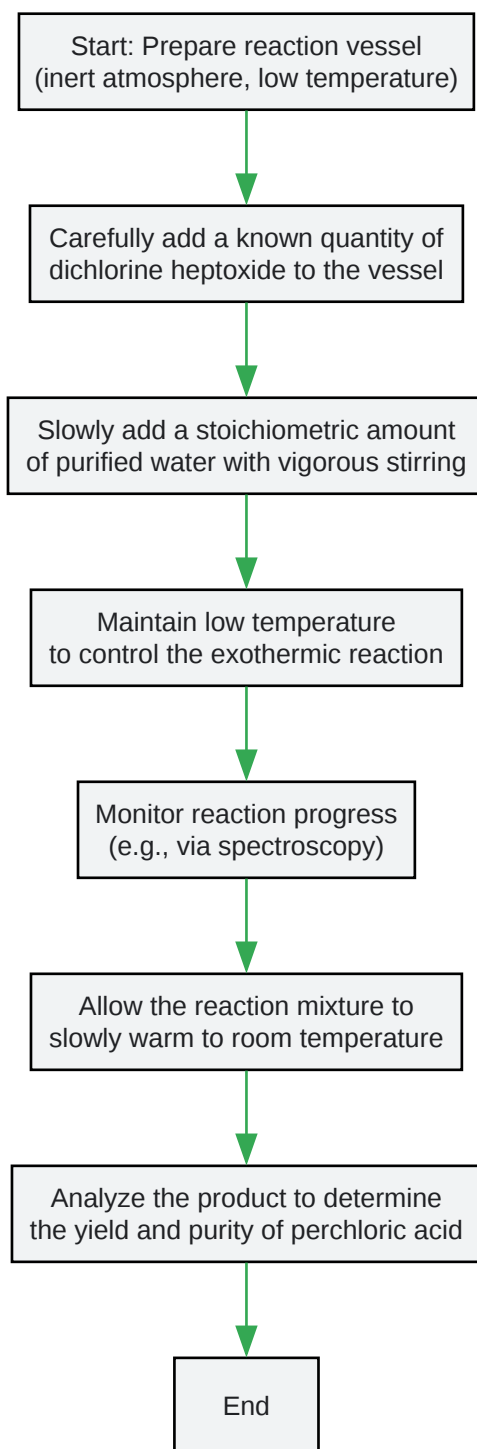 Start: Prepare reaction vessel
(inert atmosphere, low temperature)
Carefully add a known quantity of
dichlorine heptoxide to the vessel
Slowly add a stoichiometric amount
of purified water with vigorous stirring
Maintain low temperature
to control the exothermic reaction
Monitor reaction progress
(e.g., via spectroscopy)
Allow the reaction mixture to
slowly warm to room temperature
Analyze the product to determine
the yield and purity of perchloric acid
End